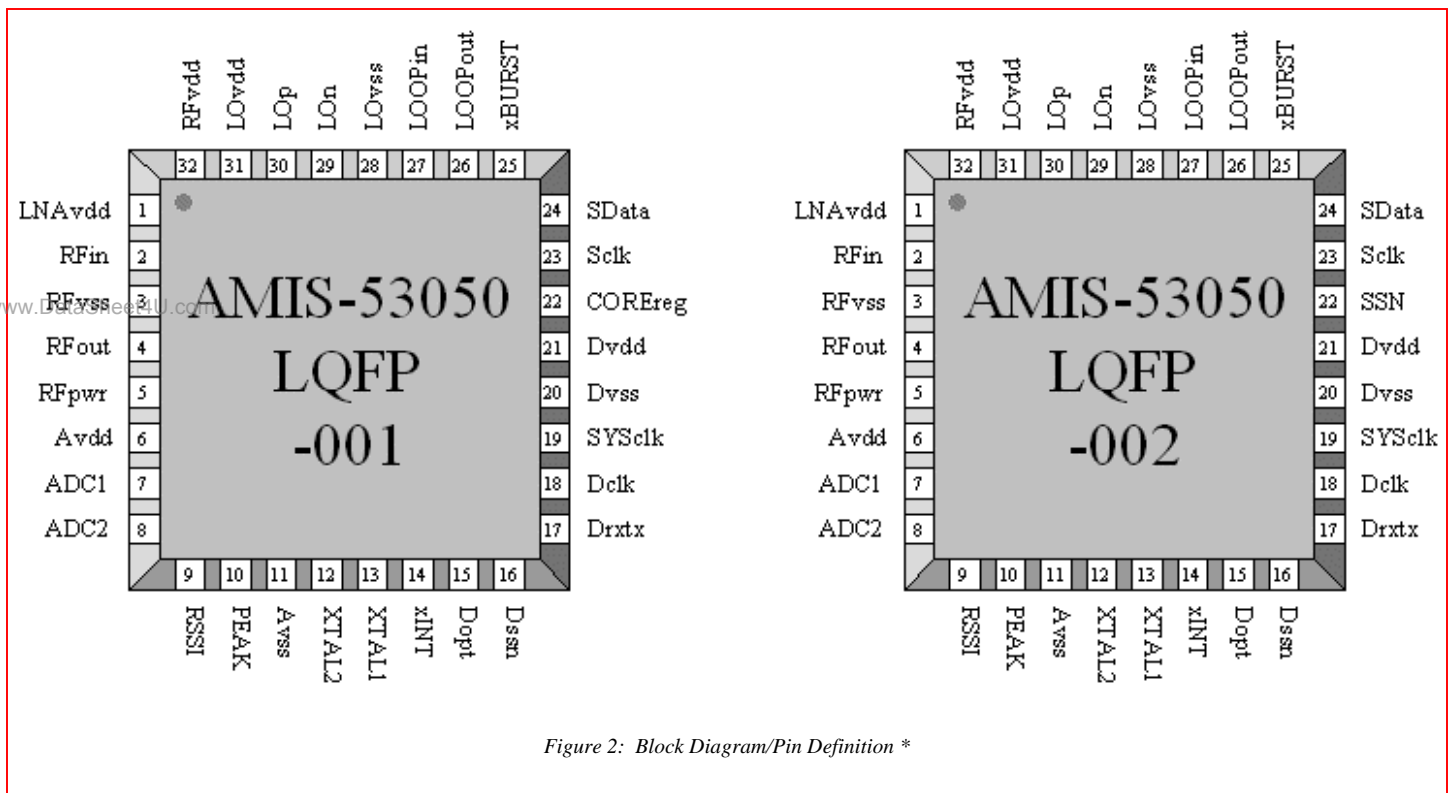 RFvdd LOvdd LOp LOn LOvss LOOPin LOOPout xBURST
32 31 30 29 28 27 26 25
LNAvdd 1
RFin 2
RFvss 3
RFout 4
RFpwr 5
Avdd 6
ADC1 7
ADC2 8
AMIS-53050
LQFP
-001
24 SData
23 Sclk
22 COREreg
21 Dvdd
20 Dvss
19 SYSclk
18 Dclk
17 Drxtx
9 10 11 12 13 14 15 16
RSSI PEAK Avss XTAL2 XTAL1 xINT Dopt Dssn
www.DataSheet4U.com
RFvdd LOvdd LOp LOn LOvss LOOPin LOOPout xBURST
32 31 30 29 28 27 26 25
LNAvdd 1
RFin 2
RFvss 3
RFout 4
RFpwr 5
Avdd 6
ADC1 7
ADC2 8
AMIS-53050
LQFP
-002
24 SData
23 Sclk
22 SSN
21 Dvdd
20 Dvss
19 SYSclk
18 Dclk
17 Drxtx
9 10 11 12 13 14 15 16
RSSI PEAK Avss XTAL2 XTAL1 xINT Dopt Dssn
Figure 2: Block Diagram/Pin Definition *